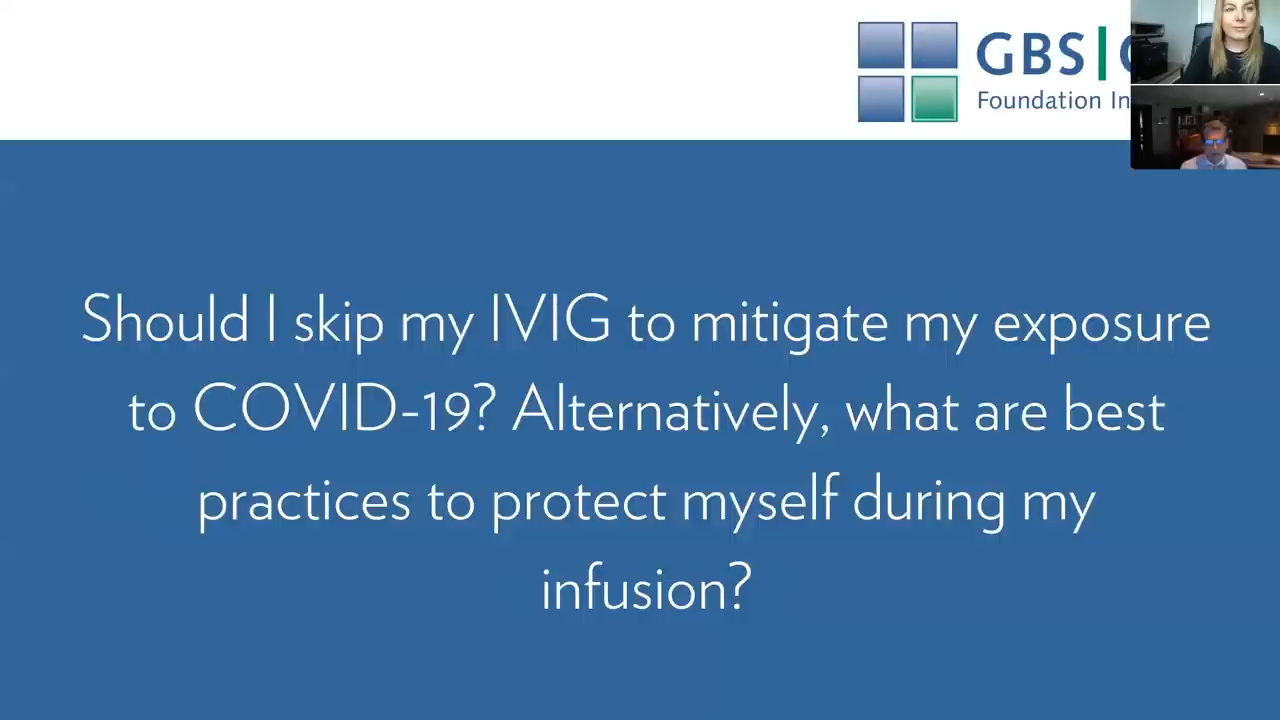 GBS|
Foundation In
Should I skip my IVIG to mitigate my exposure
to COVID-19? Alternatively, what are best
practices to protect myself during my
infusion?